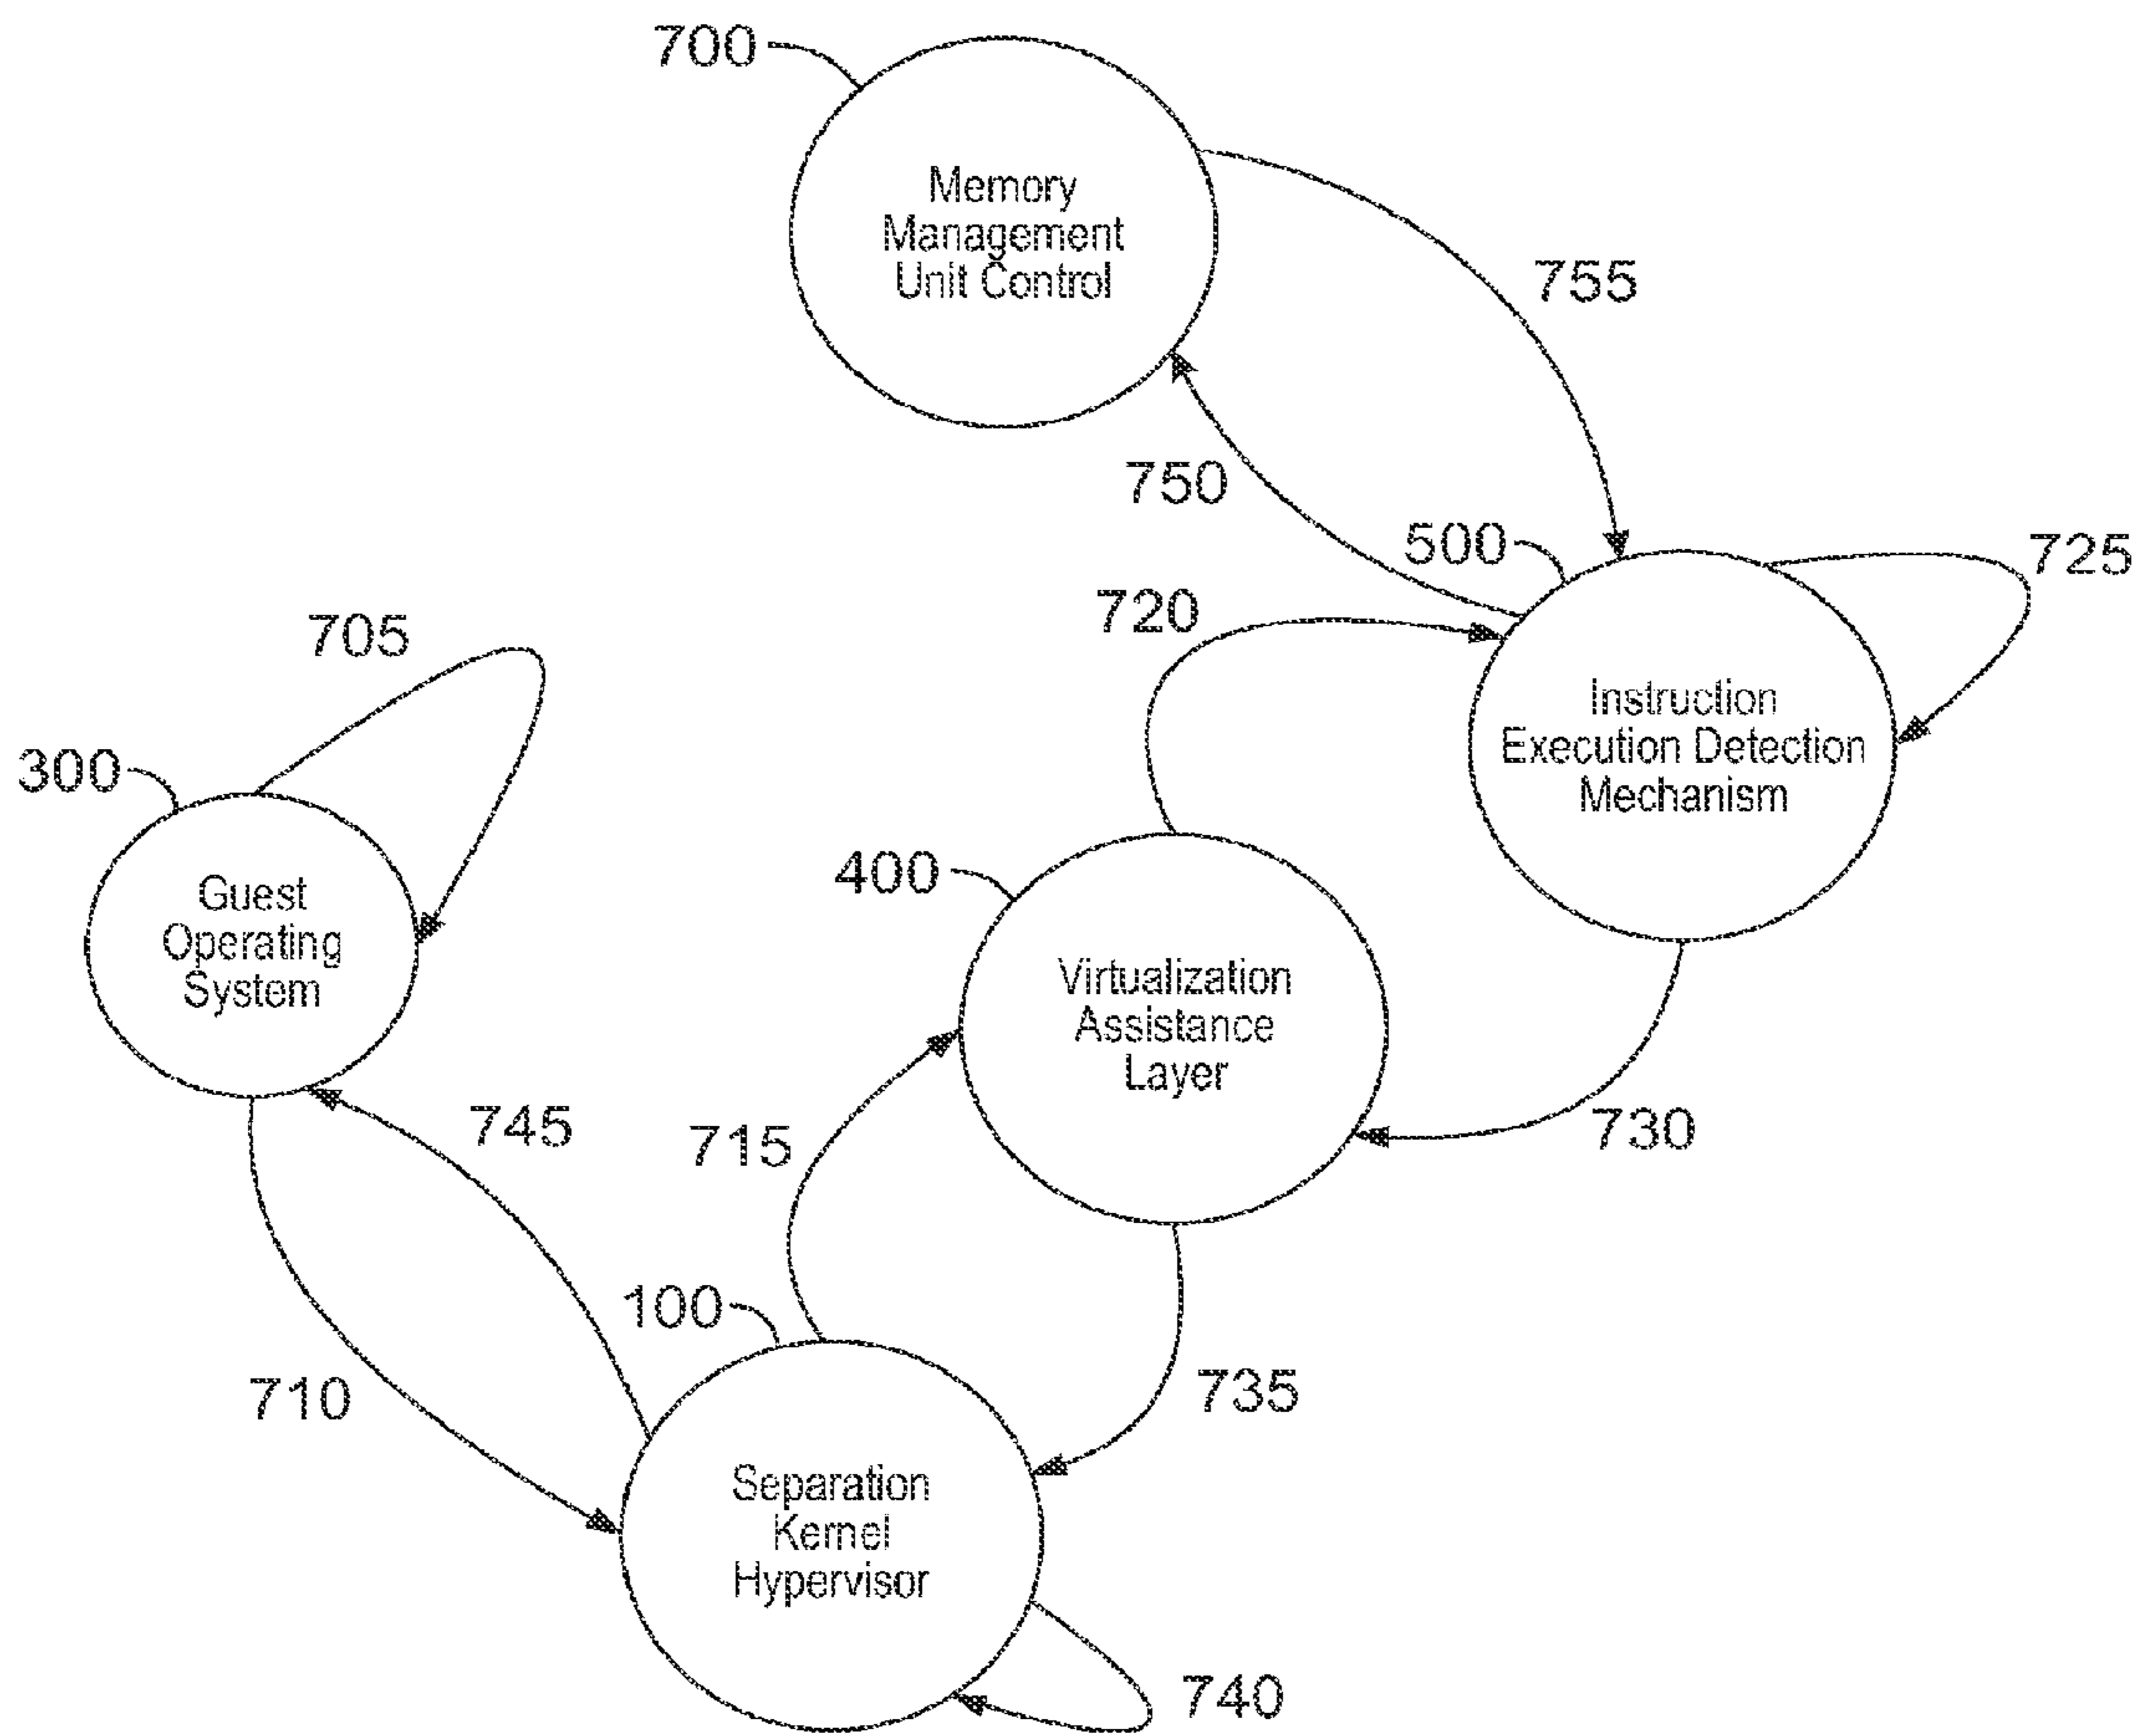 700
Memory
Management
Unit Control
755
750
500
725
720
705
Instruction
Execution Detection
Mechanism
300
400
Guest
Operating
System
Virtualization
Assistance
Layer
745
715
730
100
710
735
Separation
Kernel
Hypervisor
740